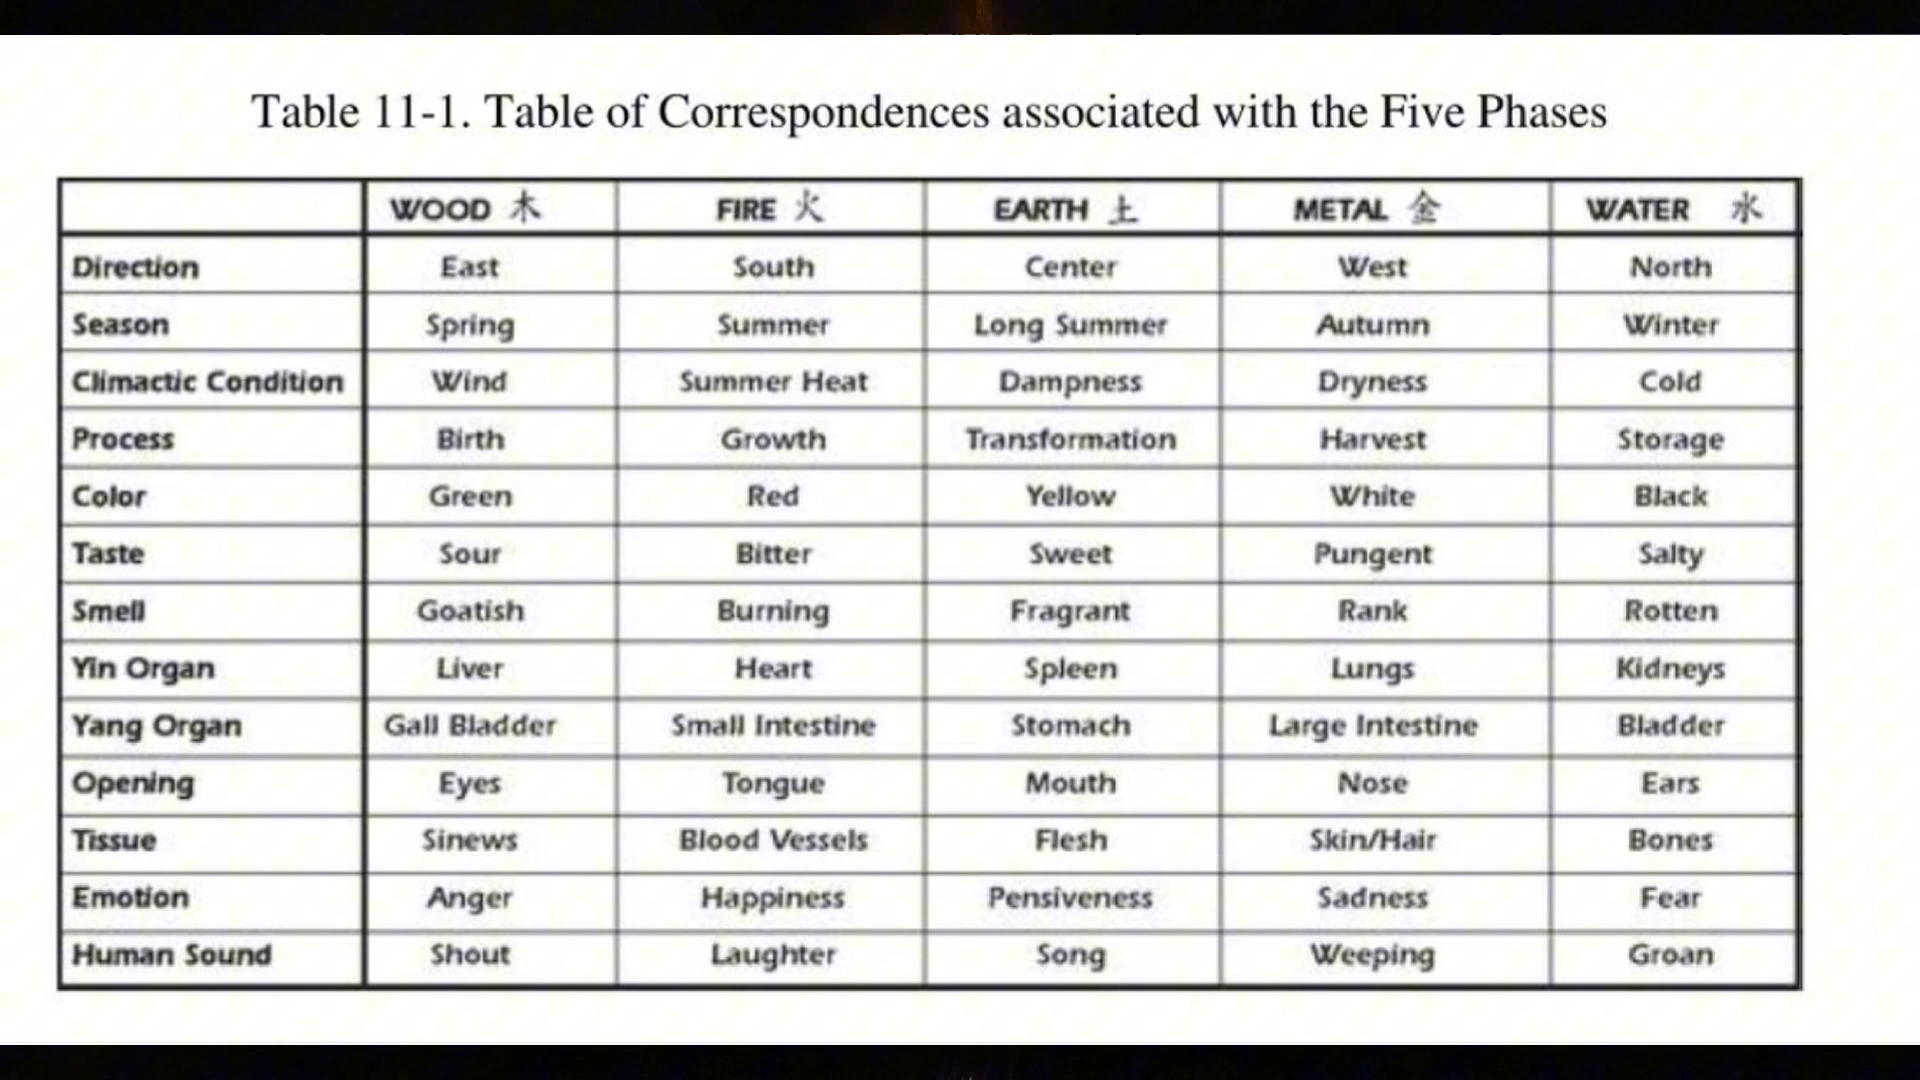 Table 11-1. Table of Correspondences associated with the Five Phases
WOOD 木 FIRE 火 EARTH 土 METAL 金 WATER 水
Direction East South Center West North
Season Spring Summer Long Summer Autumn Winter
Climactic Condition Wind Summer Heat Dampness Dryness Cold
Process Birth Growth Transformation Harvest Storage
Color Green Red Yellow White Black
Taste Sour Bitter Sweet Pungent Salty
Smell Goatish Burning Fragrant Rank Rotten
Yin Organ Liver Heart Spleen Lungs Kidneys
Yang Organ Gall Bladder Small Intestine Stomach Large Intestine Bladder
Opening Eyes Tongue Mouth Nose Ears
Tissue Sinews Blood Vessels Flesh Skin/Hair Bones
Emotion Anger Happiness Pensiveness Sadness Fear
Human Sound Shout Laughter Song Weeping Groan